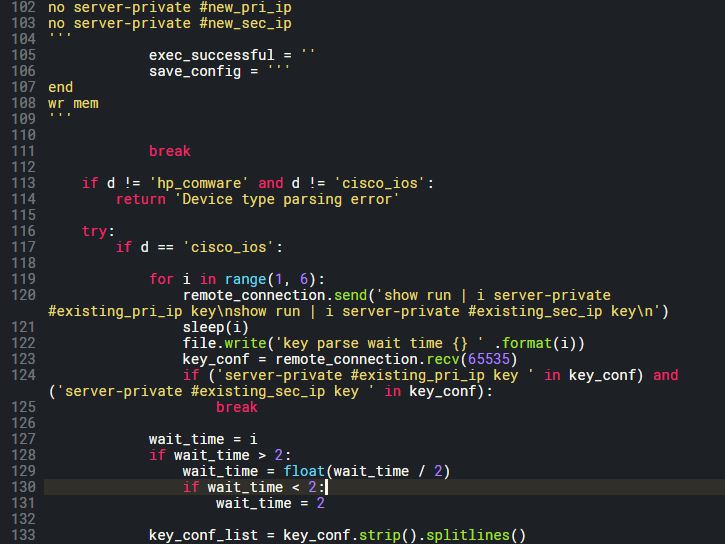 102 no server-private #new_pri_ip
103 no server-private #new_sec_ip
104 '''
105 exec_successful = ''
106 save_config = '''
107 end
108 wr mem
109 '''
110
111 break
112
113 if d != 'hp_comware' and d != 'cisco_ios':
114 return 'Device type parsing error'
115
116 try:
117 if d == 'cisco_ios':
118
119 for i in range(1, 6):
120 remote_connection.send('show run | i server-private
#existing_pri_ip key\nshow run | i server-private #existing_sec_ip key\n')
121 sleep(i)
122 file.write('key parse wait time {} ' .format(i))
123 key_conf = remote_connection.recv(65535)
124 if ('server-private #existing_pri_ip key ' in key_conf) and
('server-private #existing_sec_ip key ' in key_conf):
125 break
126
127 wait_time = i
128 if wait_time > 2:
129 wait_time = float(wait_time / 2)
130 if wait_time < 2:
131 wait_time = 2
132
133 key_conf_list = key_conf.strip().splitlines()